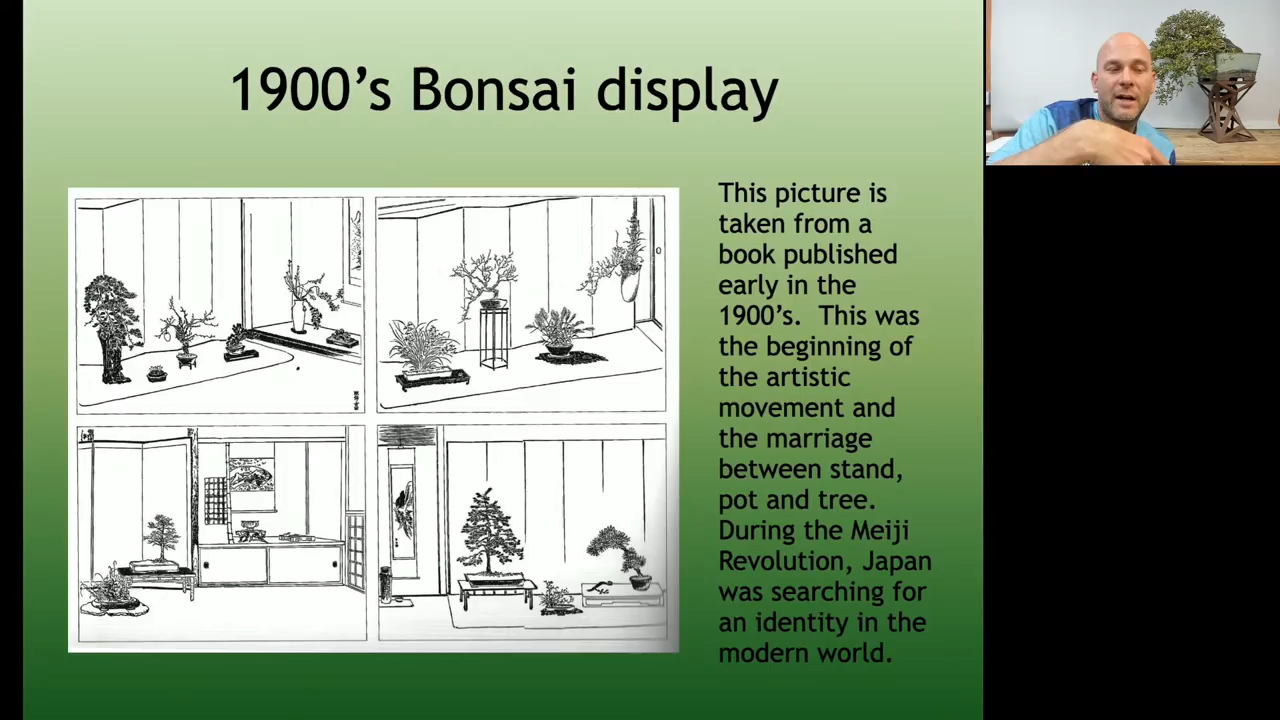 1900’s Bonsai display
This picture is
taken from a
book published
early in the
1900’s.  This was
the beginning of
the artistic
movement and
the marriage
between stand,
pot and tree.
During the Meiji
Revolution, Japan
was searching for
an identity in the
modern world.